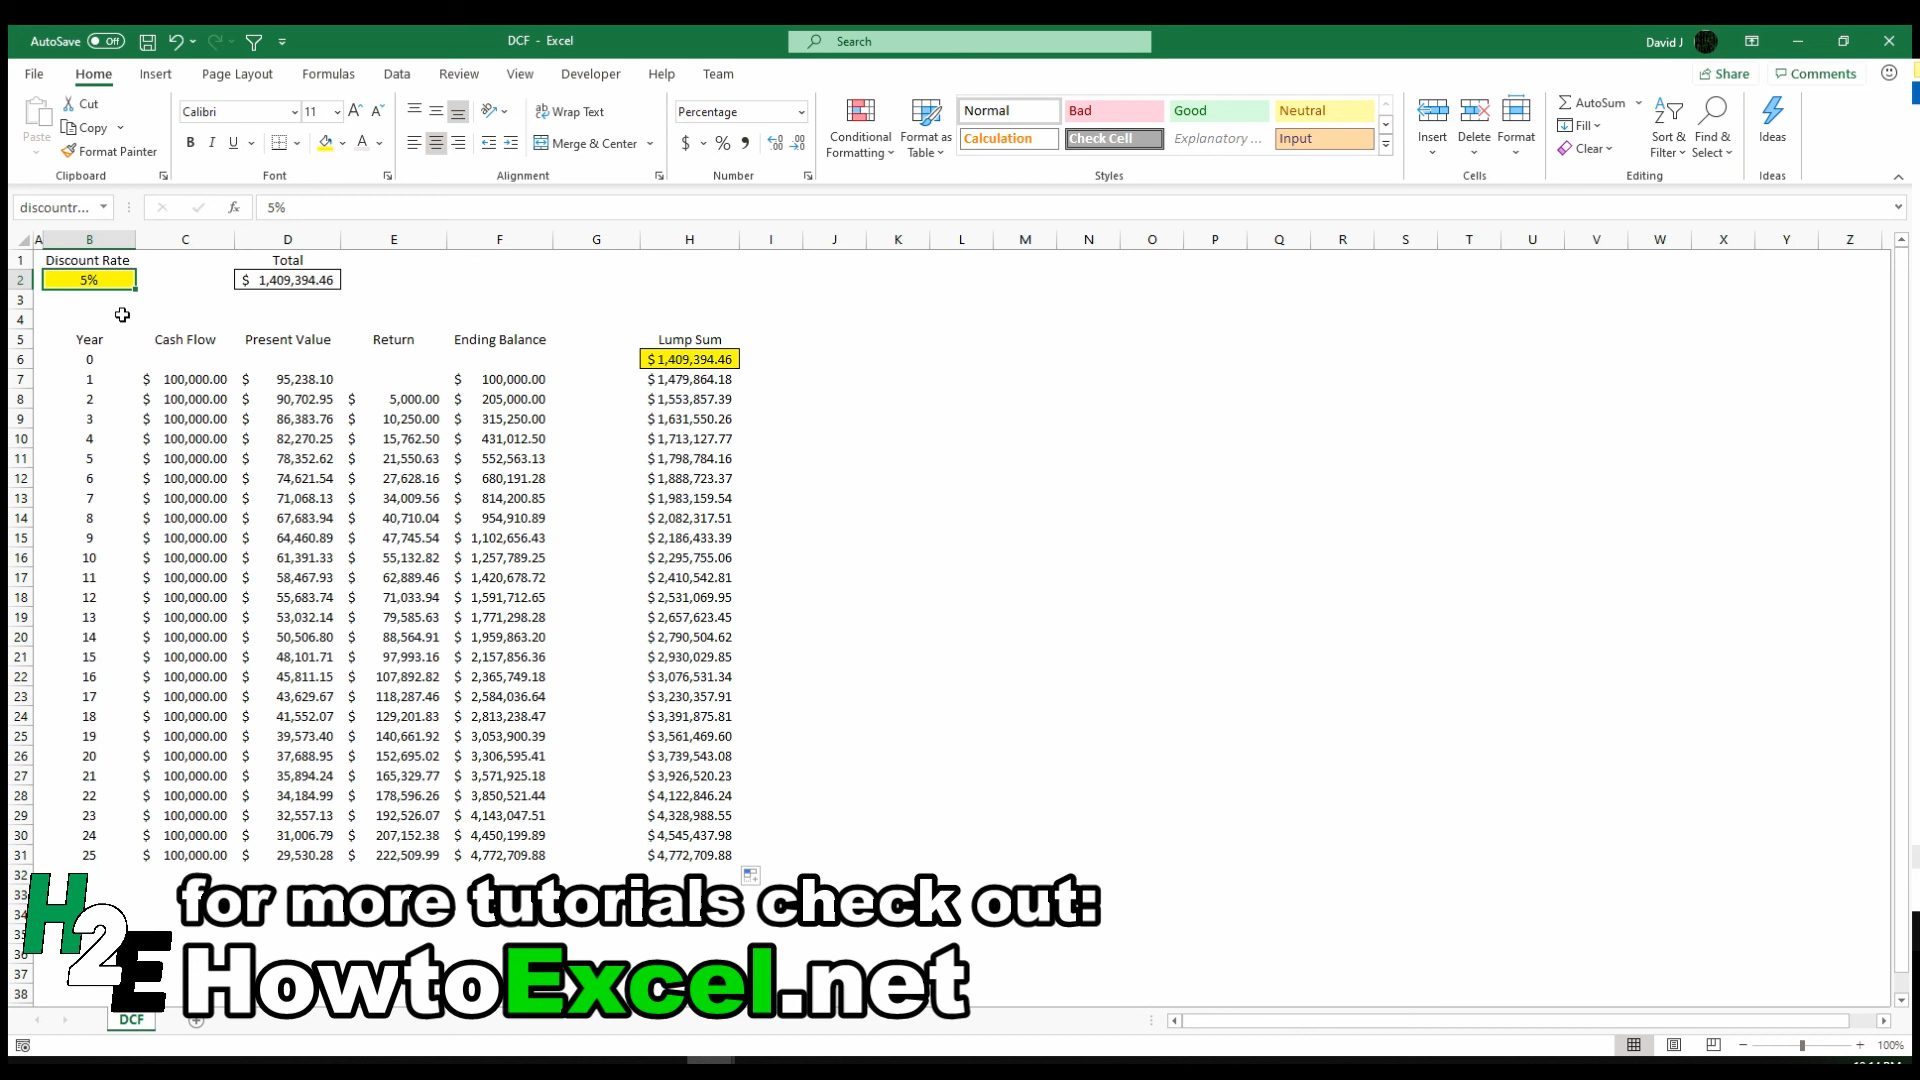 AutoSave Off
DCF - Excel
Search
David J
File Home Insert Page Layout Formulas Data Review View Developer Help Team
Share Comments
Paste
Cut
Copy
Format Painter
Clipboard
Calibri 11
B I U
Font
Wrap Text
Merge & Center
Alignment
Percentage
$ % ,
Number
Conditional Formatting
Format as Table
Normal Bad Good Neutral
Calculation Check Cell Explanatory ... Input
Styles
Insert Delete Format
Cells
AutoSum
Fill
Clear
Sort & Filter
Find & Select
Editing
Ideas
Ideas
discountr... fx 5%
A B C D E F G H I J K L M N O P Q R S T U V W X Y Z
1 Discount Rate Total
2 5% $ 1,409,394.46
3
4
5 Year Cash Flow Present Value Return Ending Balance Lump Sum
6 0 $ 1,409,394.46
7 1 $ 100,000.00 $ 95,238.10 $ 100,000.00 $ 1,479,864.18
8 2 $ 100,000.00 $ 90,702.95 $ 5,000.00 $ 205,000.00 $ 1,553,857.39
9 3 $ 100,000.00 $ 86,383.76 $ 10,250.00 $ 315,250.00 $ 1,631,550.26
10 4 $ 100,000.00 $ 82,270.25 $ 15,762.50 $ 431,012.50 $ 1,713,127.77
11 5 $ 100,000.00 $ 78,352.62 $ 21,550.63 $ 552,563.13 $ 1,798,784.16
12 6 $ 100,000.00 $ 74,621.54 $ 27,628.16 $ 680,191.28 $ 1,888,723.37
13 7 $ 100,000.00 $ 71,068.13 $ 34,009.56 $ 814,200.85 $ 1,983,159.54
14 8 $ 100,000.00 $ 67,683.94 $ 40,710.04 $ 954,910.89 $ 2,082,317.51
15 9 $ 100,000.00 $ 64,460.89 $ 47,745.54 $ 1,102,656.43 $ 2,186,433.39
16 10 $ 100,000.00 $ 61,391.33 $ 55,132.82 $ 1,257,789.25 $ 2,295,755.06
17 11 $ 100,000.00 $ 58,467.93 $ 62,889.46 $ 1,420,678.72 $ 2,410,542.81
18 12 $ 100,000.00 $ 55,683.74 $ 71,033.94 $ 1,591,712.65 $ 2,531,069.95
19 13 $ 100,000.00 $ 53,032.14 $ 79,585.63 $ 1,771,298.28 $ 2,657,623.45
20 14 $ 100,000.00 $ 50,506.80 $ 88,564.91 $ 1,959,863.20 $ 2,790,504.62
21 15 $ 100,000.00 $ 48,101.71 $ 97,993.16 $ 2,157,856.36 $ 2,930,029.85
22 16 $ 100,000.00 $ 45,811.15 $ 107,892.82 $ 2,365,749.18 $ 3,076,531.34
23 17 $ 100,000.00 $ 43,629.67 $ 118,287.46 $ 2,584,036.64 $ 3,230,357.91
24 18 $ 100,000.00 $ 41,552.07 $ 129,201.83 $ 2,813,238.47 $ 3,391,875.81
25 19 $ 100,000.00 $ 39,573.40 $ 140,661.92 $ 3,053,900.39 $ 3,561,469.60
26 20 $ 100,000.00 $ 37,688.95 $ 152,695.02 $ 3,306,595.41 $ 3,739,543.08
27 21 $ 100,000.00 $ 35,894.24 $ 165,329.77 $ 3,571,925.18 $ 3,926,520.23
28 22 $ 100,000.00 $ 34,184.99 $ 178,596.26 $ 3,850,521.44 $ 4,122,846.24
29 23 $ 100,000.00 $ 32,557.13 $ 192,526.07 $ 4,143,047.51 $ 4,328,988.55
30 24 $ 100,000.00 $ 31,006.79 $ 207,152.38 $ 4,450,199.89 $ 4,545,437.98
31 25 $ 100,000.00 $ 29,530.28 $ 222,509.99 $ 4,772,709.88 $ 4,772,709.88
32
33
34
37
38
H2E
for more tutorials check out:
HowtoExcel.net
DCF
100%